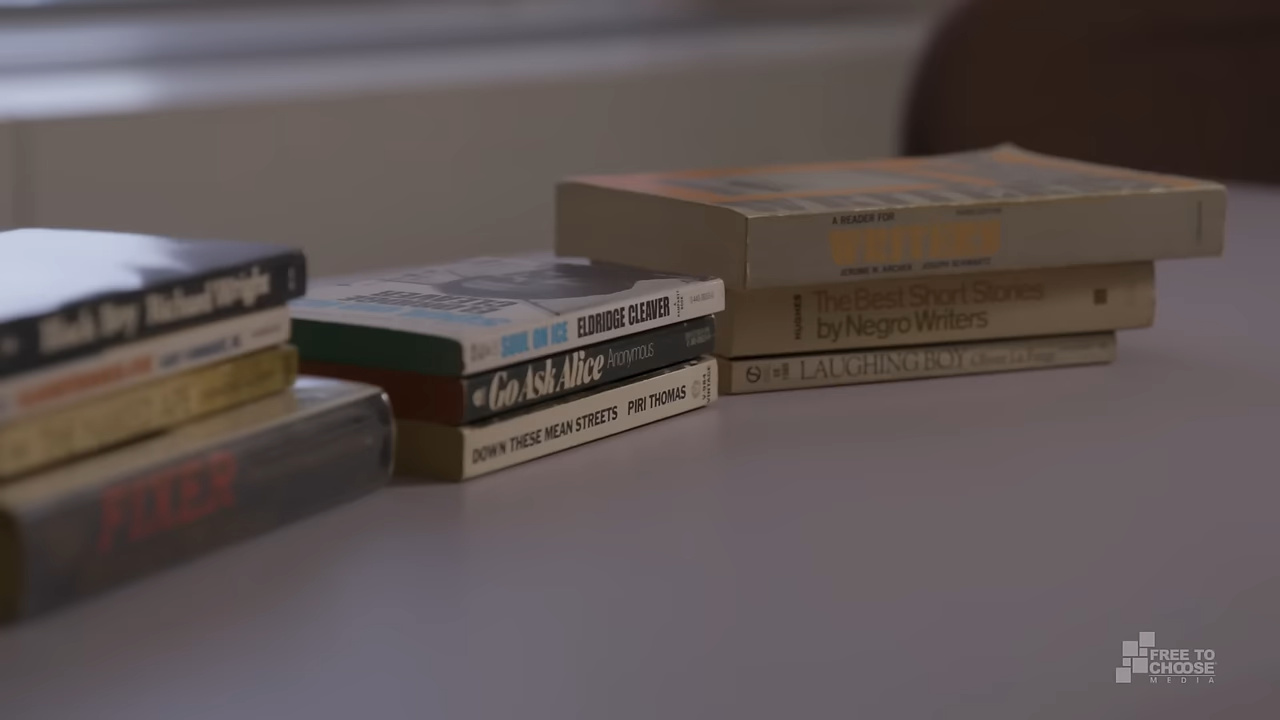 Black Boy Richard Wright
FIXER
SOUL ON ICE ELDRIDGE CLEAVER
Go Ask Alice Anonymous
DOWN THESE MEAN STREETS PIRI THOMAS
VINTAGE
A READER FOR
WRITERS
JEROME W. ARCHER JOSEPH SCHWARTZ
HUGHES
The Best Short Stories
by Negro Writers
LAUGHING BOY Oliver La Farge
FREE TO
CHOOSE
MEDIA